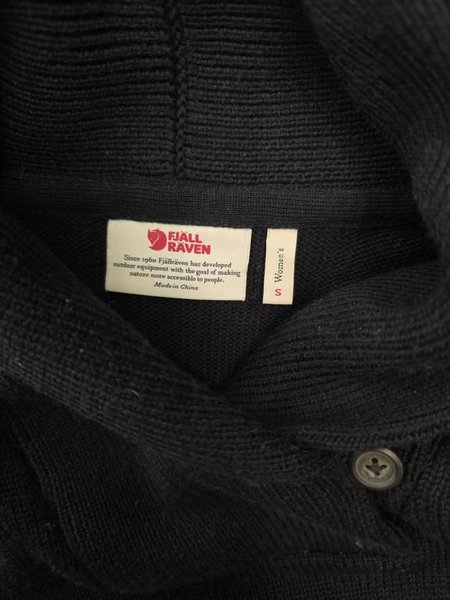 FJÄLL
RÄVEN
Since 1960 Fjällräven has developed
outdoor equipment with the goal of making
nature more accessible to people.
Made in China
Women's
S